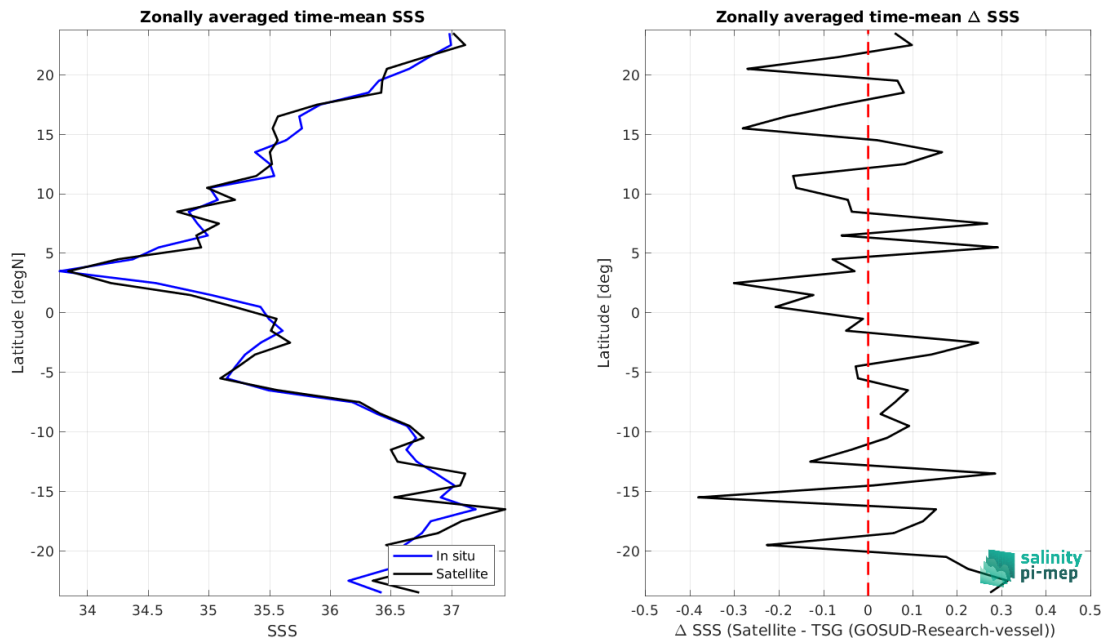 Zonally averaged time-mean SSS
Latitude [degN]
20
15
10
5
0
-5
-10
-15
-20
In situ
Satellite
34 34.5 35 35.5 36 36.5 37
SSS
Zonally averaged time-mean Δ SSS
Latitude [deg]
20
15
10
5
0
-5
-10
-15
-20
salinity
pi-mep
-0.5 -0.4 -0.3 -0.2 -0.1 0 0.1 0.2 0.3 0.4 0.5
Δ SSS (Satellite - TSG (GOSUD-Research-vessel))